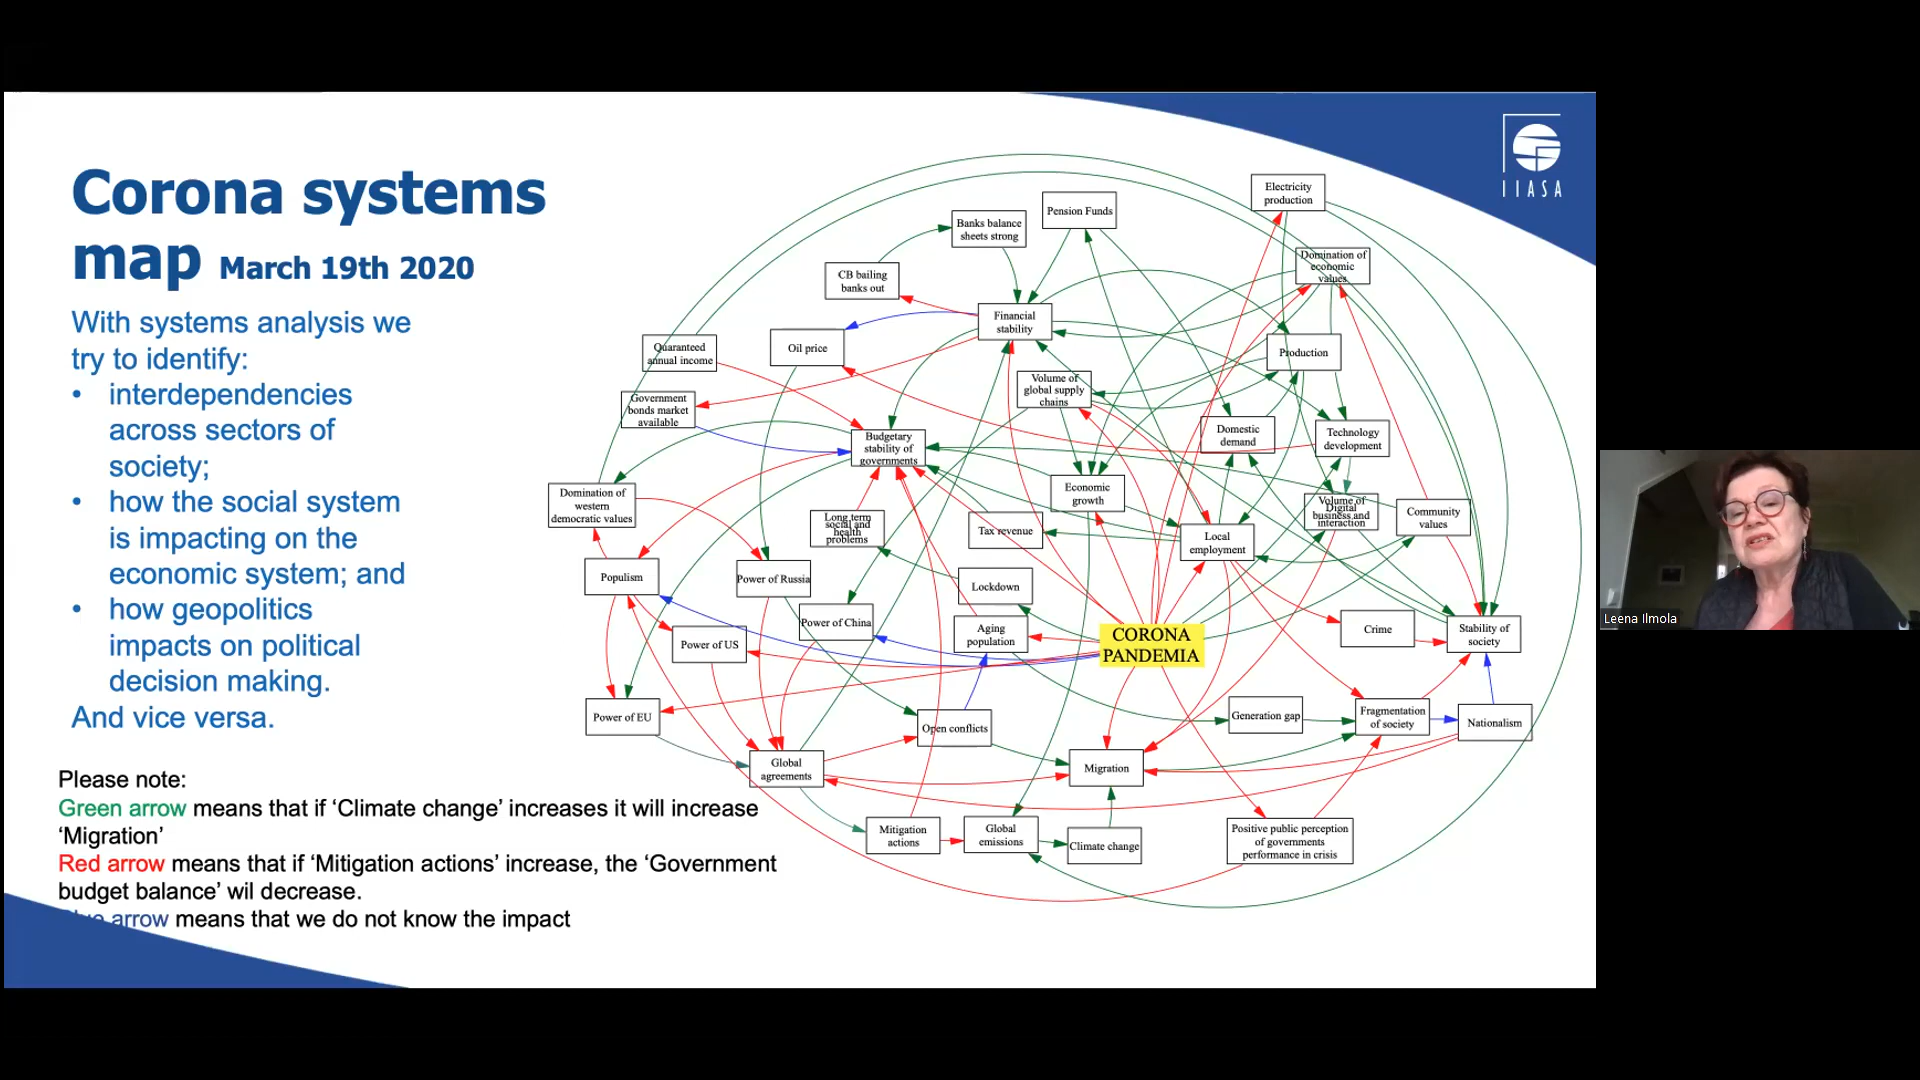 Corona systems
map March 19th 2020
With systems analysis we
try to identify:
• interdependencies
across sectors of
society;
• how the social system
is impacting on the
economic system; and
• how geopolitics
impacts on political
decision making.
And vice versa.
Please note:
Green arrow means that if ‘Climate change’ increases it will increase
‘Migration’
Red arrow means that if ‘Mitigation actions’ increase, the ‘Government
budget balance’ wil decrease.
arrow means that we do not know the impact
IIASA
Electricity
production
Pension Funds
Banks balance
sheets strong
Domination of
economic
values
CB bailing
banks out
Financial
stability
Quaranteed
annual income
Oil price
Production
Volume of
global supply
chains
Government
bonds market
available
Budgetary
stability of
governments
Domestic
demand
Technology
development
Economic
growth
Domination of
western
democratic values
Long term
social and
health
problems
Tax revenue
Local
employment
Volume of
Digital
business and
interaction
Community
values
Populism
Power of Russia
Lockdown
Power of China
Aging
population
CORONA
PANDEMIA
Crime
Stability of
society
Power of US
Power of EU
Open conflicts
Generation gap
Fragmentation
of society
Nationalism
Global
agreements
Migration
Mitigation
actions
Global
emissions
Climate change
Positive public perception
of governments
performance in crisis
Leena Ilmola